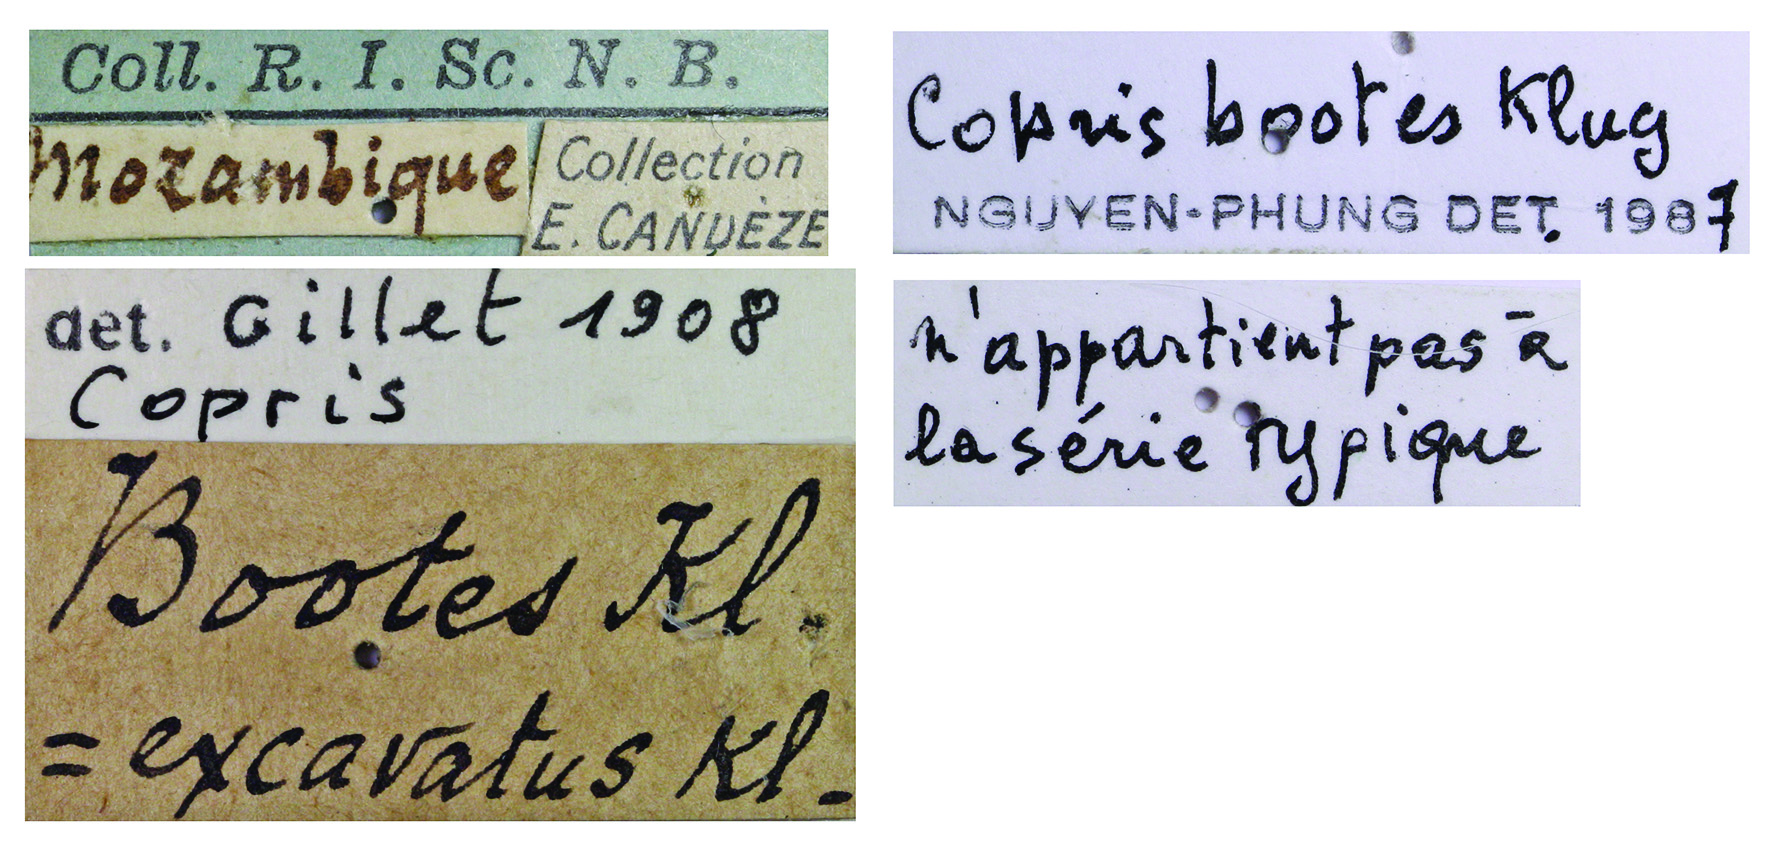 Coll. R. I. Sc. N. B.
Mozambique
Collection
E. CANDÈZE
det. Gillet 1908
Copris
Bootes Kl.
= excavatus Kl-
Copris bootes Klug
NGUYEN-PHUNG DET. 1987
n'appartient pas à
la série typique